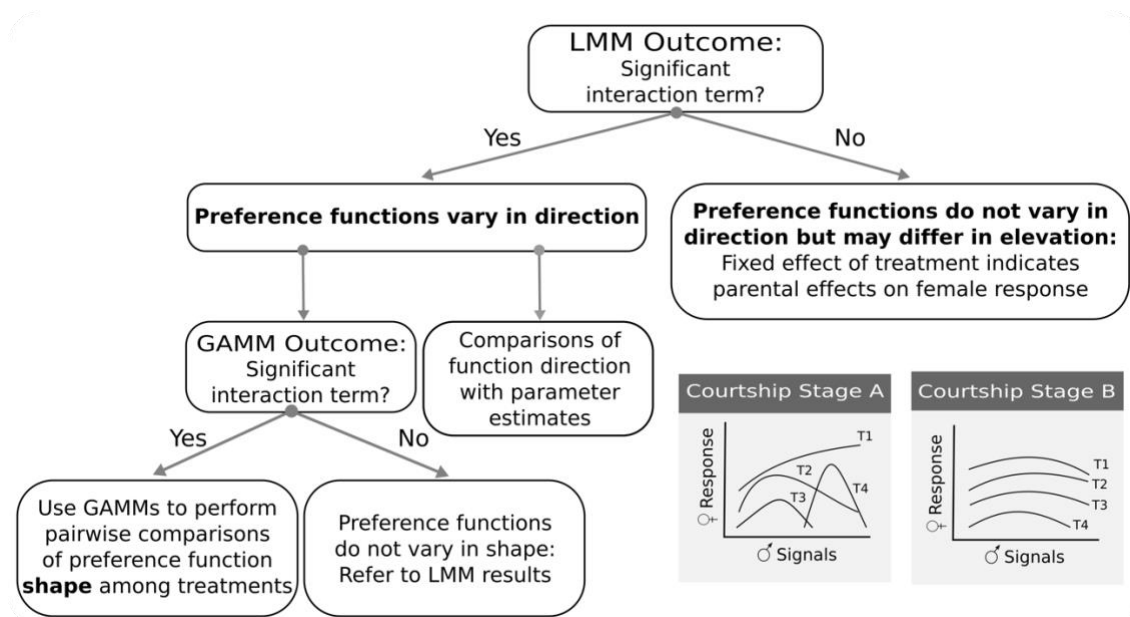 LMM Outcome:
Significant
interaction term?
Yes
No
Preference functions vary in direction
Preference functions do not vary in
direction but may differ in elevation:
Fixed effect of treatment indicates
parental effects on female response
GAMM Outcome:
Significant
interaction term?
Comparisons of
function direction
with parameter
estimates
Yes
No
Use GAMMs to perform
pairwise comparisons
of preference function
shape among treatments
Preference functions
do not vary in shape:
Refer to LMM results
Courtship Stage A
♀ Response
T1
T2
T3
T4
♂ Signals
Courtship Stage B
♀ Response
T1
T2
T3
T4
♂ Signals